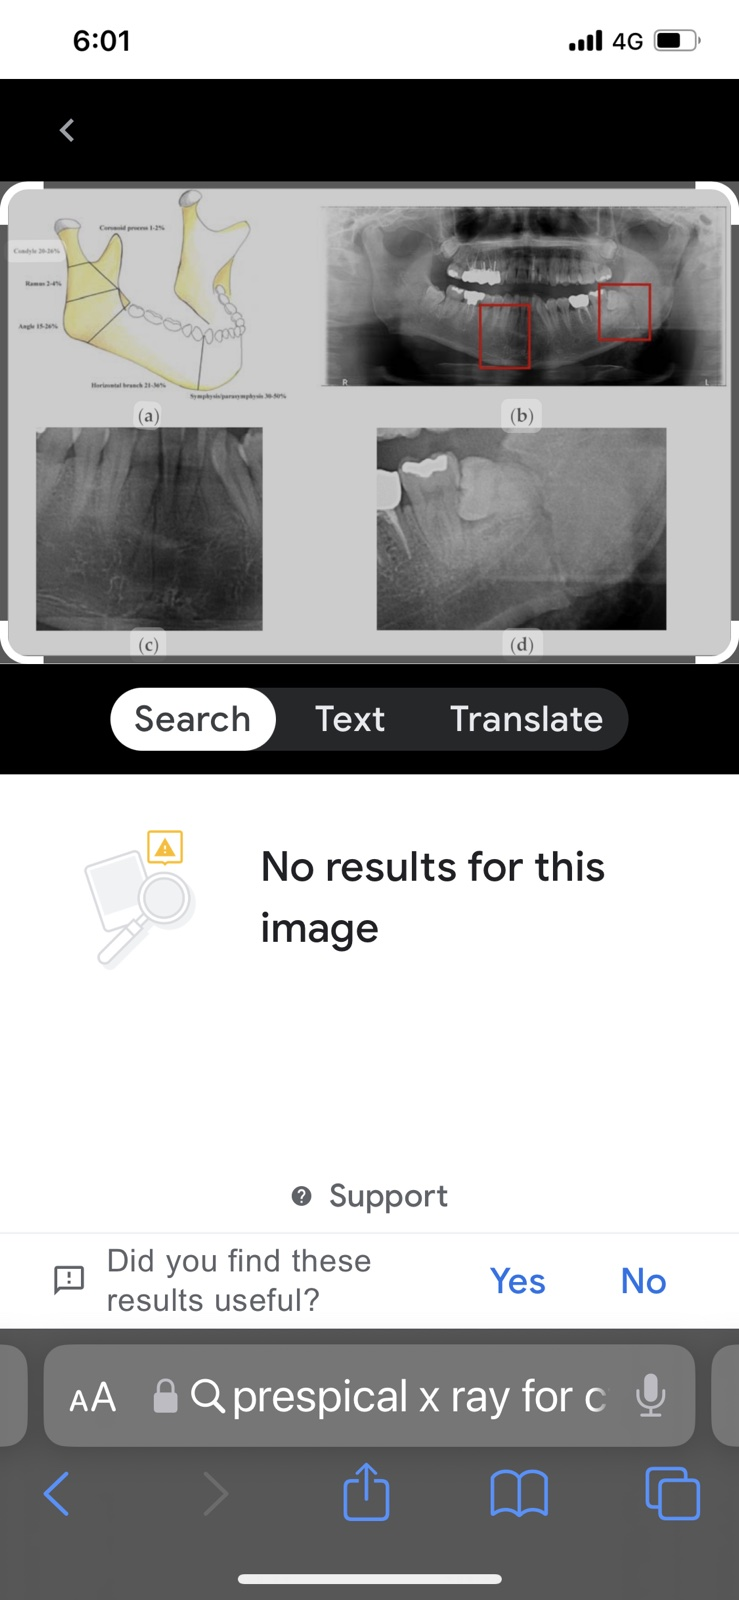 6:01
4G
Coronoid process 1-2%
Condyle 20-26%
Ramus 2-4%
Angle 15-26%
Horizontal branch 21-36%
Symphysis/parasymphysis 30-50%
(a)
R
L
(b)
(c)
(d)
Search
Text
Translate
No results for this
image
Support
Did you find these
results useful?
Yes
No
AA
prespical x ray for c